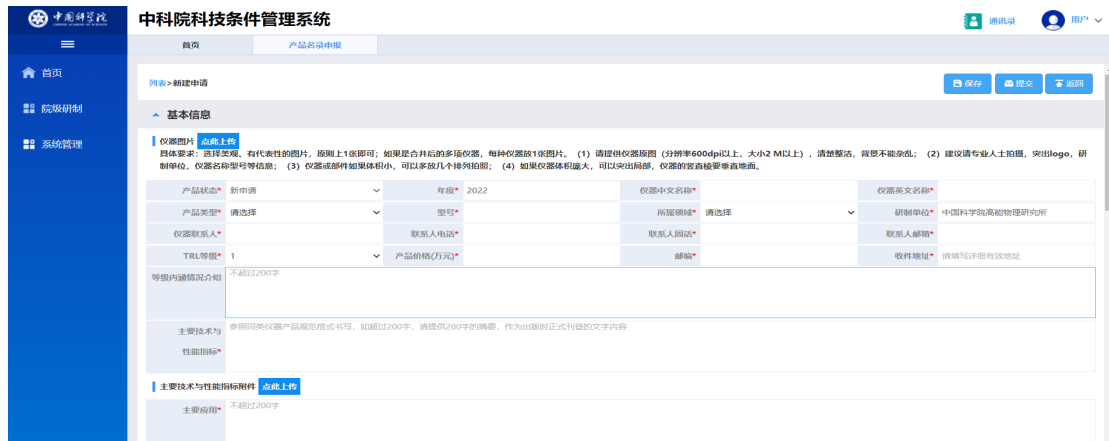 中国科学院
CHINESE ACADEMY OF SCIENCES
中科院科技条件管理系统
通讯录
用户
首页
产品名录申报
首页
院级研制
系统管理
列表>新建申请
保存
提交
返回
基本信息
仪器图片 点此上传
具体要求：选择美观、有代表性的图片，原则上1张即可；如果是合并后的多项仪器，每种仪器放1张图片。 （1）请提供仪器原图（分辨率600dpi以上，大小2 M以上），清楚整洁，背景不能杂乱； （2）建议请专业人士拍摄，突出logo，研
制单位，仪器名称型号等信息； （3）仪器或部件如果体积小，可以多放几个排列拍照； （4）如果仪器体积庞大，可以突出局部，仪器的竖直棱要垂直地面。
产品状态* 新申请 年度* 2022 仪器中文名称* 仪器英文名称*
产品类型* 请选择 型号* 所属领域* 请选择 研制单位* 中国科学院高能物理研究所
仪器联系人* 联系人电话* 联系人固话* 联系人邮箱*
TRL等级* 1 产品价格(万元)* 邮编* 收件地址* 请填写详细有效地址
等级内涵情况介绍 不超过200字
主要技术与 参照同类仪器产品规范格式书写，如超过200字，请提供200字的摘要，作为出版时正式刊登的文字内容
性能指标*
主要技术与性能指标附件 点此上传
主要应用* 不超过200字